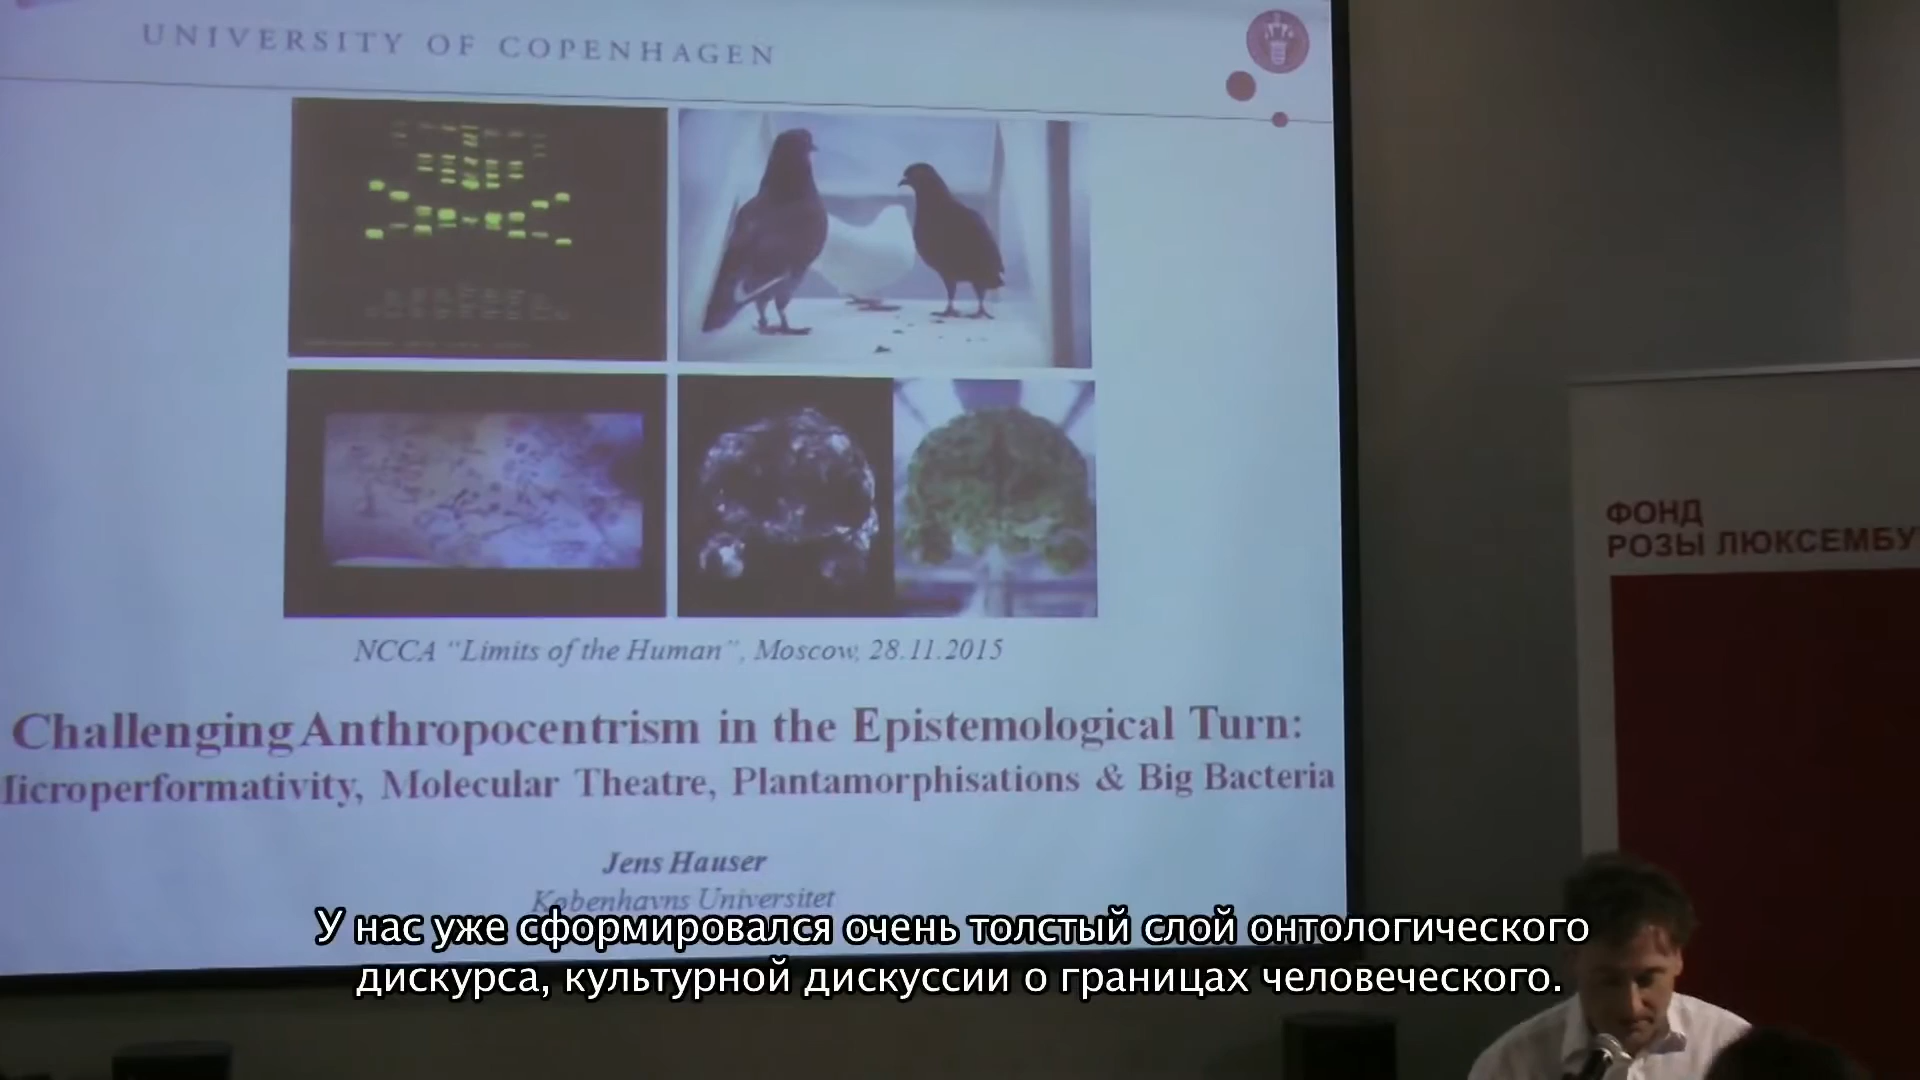 UNIVERSITY OF COPENHAGEN
NCCA "Limits of the Human", Moscow, 28.11.2015
Challenging Anthropocentrism in the Epistemological Turn:
Microperformativity, Molecular Theatre, Plantamorphisations & Big Bacteria
Jens Hauser
Københavns Universitet
ФОНД
РОЗЫ ЛЮКСЕМБУ
У нас уже сформировался очень толстый слой онтологического
дискурса, культурной дискуссии о границах человеческого.